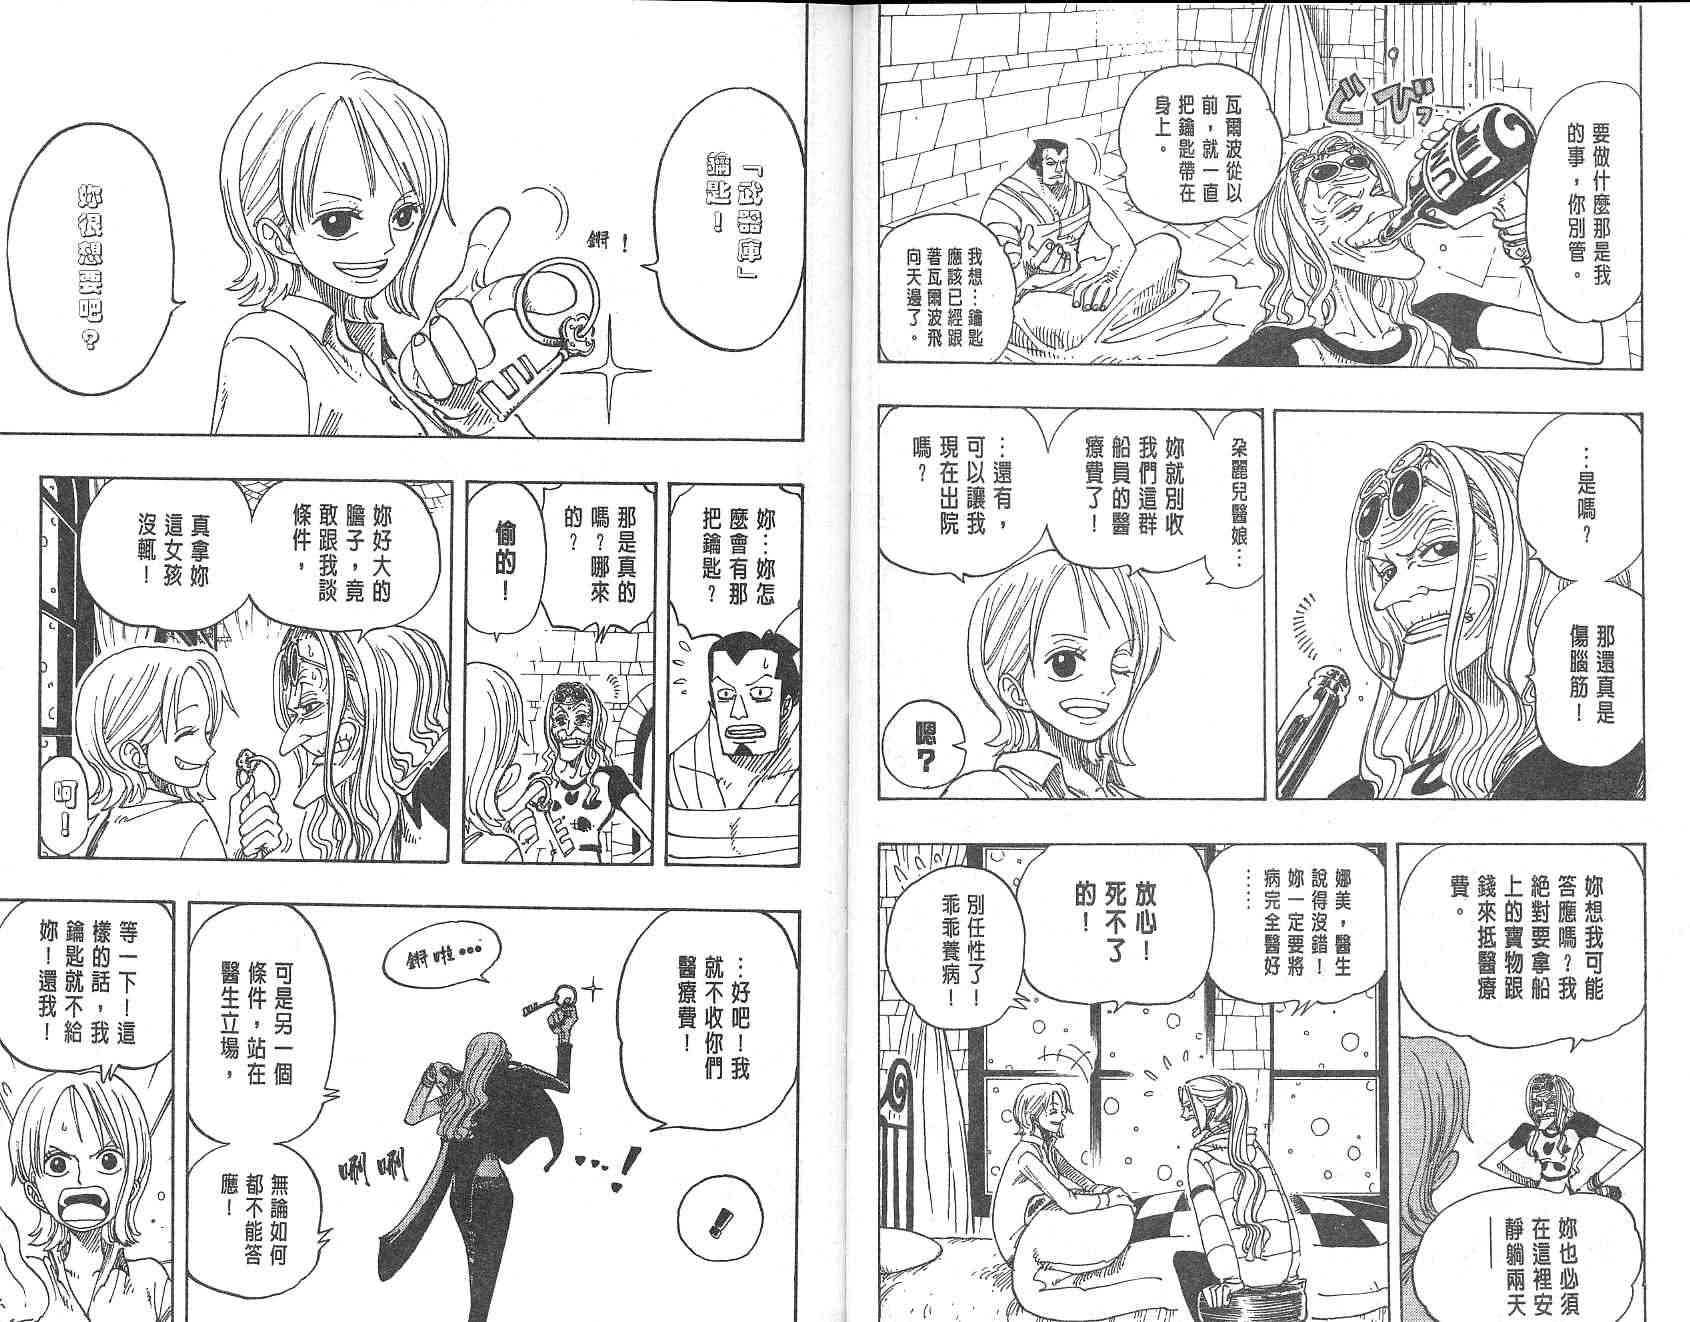 要做什麼那是我
的事，你別管。
ぐびッ
瓦爾波從以
前，就一直
把鑰匙帶在
身上。
我想…鑰匙
應該已經跟
著瓦爾波飛
向天邊了。
…是嗎？
那還真是
傷腦筋！
朵麗兒醫娘…
妳就別收
我們這群
船員的醫
療費了！
…還有，
可以讓我
現在出院
嗎？
嗯？
妳想我可能
答應嗎？我
絕對要拿船
上的寶物跟
錢來抵醫療
費。
妳也必須
在這裡安
靜躺兩天
——
娜美，醫生
說得沒錯！
妳一定要將
病完全醫好
……
放心！
死不了
的！
別任性了！
乖乖養病！
「武器庫」
鑰匙！
鏘！
妳很想要吧？
妳…妳怎
麼會有那
把鑰匙？
那是真的
嗎？哪來
的？
偷的！
妳好大的
膽子，竟
敢跟我談
條件，
真拿妳
這女孩
沒輒！
呵！
…好吧！我
就不收你們
醫療費！
！
…！
鏘啦…
唰唰
可是另一個
條件，站在
醫生立場，
無論如何
都不能答
應！
等一下！這
樣的話，我
鑰匙就不給
妳！還我！